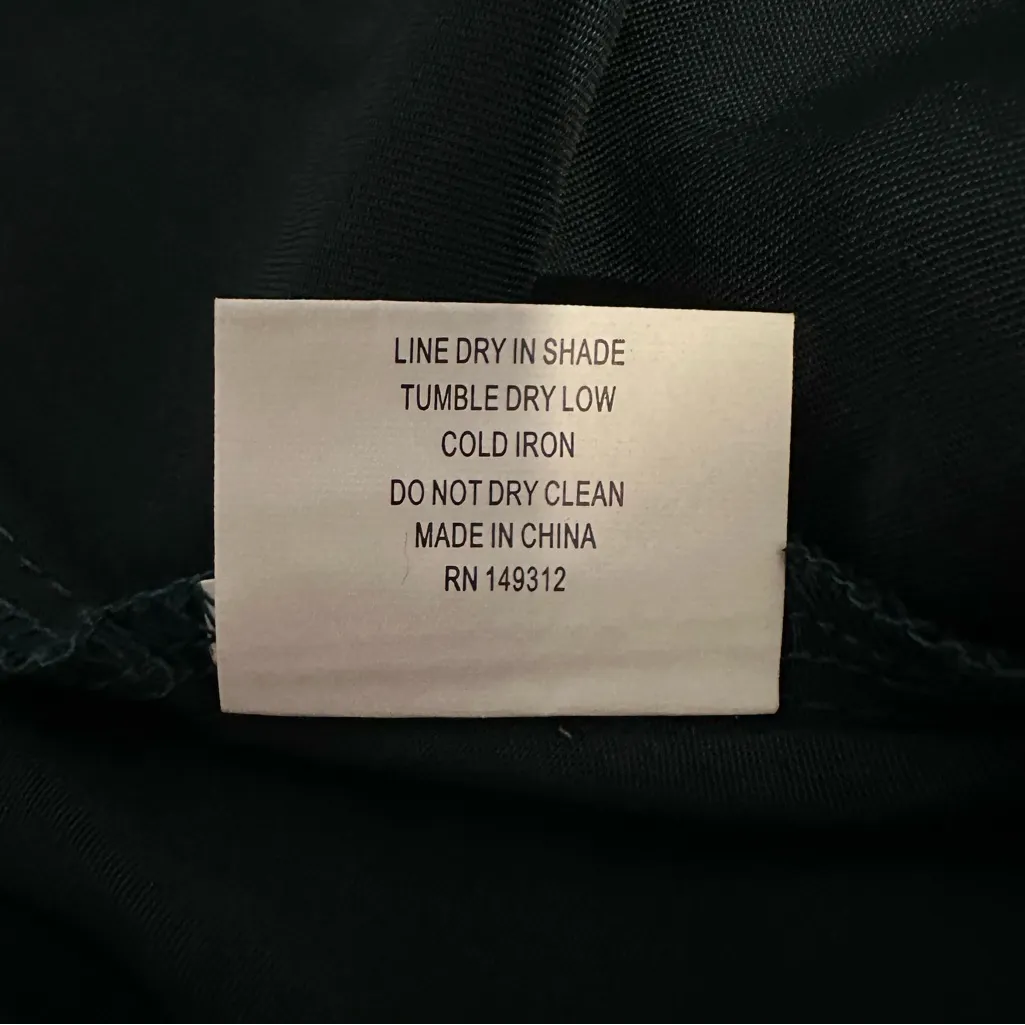 LINE DRY IN SHADE
TUMBLE DRY LOW
COLD IRON
DO NOT DRY CLEAN
MADE IN CHINA
RN 149312